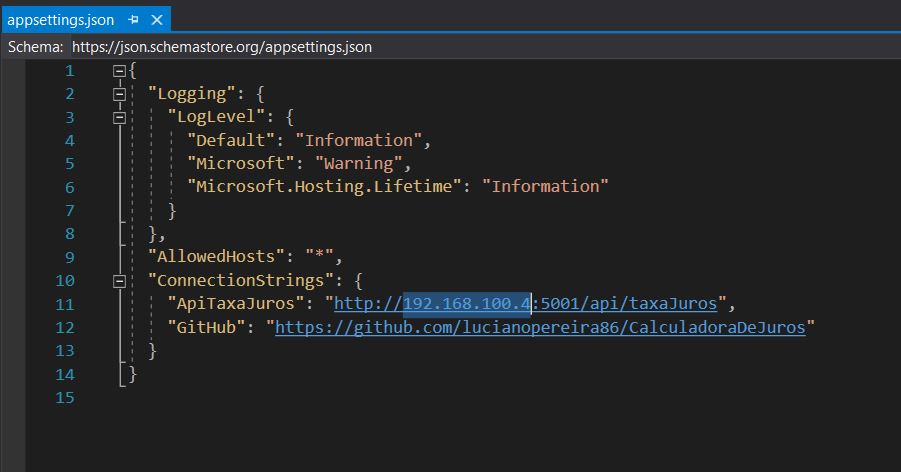 appsettings.json
Schema: https://json.schemastore.org/appsettings.json
1 {
2 "Logging": {
3 "LogLevel": {
4 "Default": "Information",
5 "Microsoft": "Warning",
6 "Microsoft.Hosting.Lifetime": "Information"
7 }
8 },
9 "AllowedHosts": "*",
10 "ConnectionStrings": {
11 "ApiTaxaJuros": "http://192.168.100.4:5001/api/taxaJuros",
12 "GitHub": "https://github.com/lucianopereira86/CalculadoraDeJuros"
13 }
14 }
15